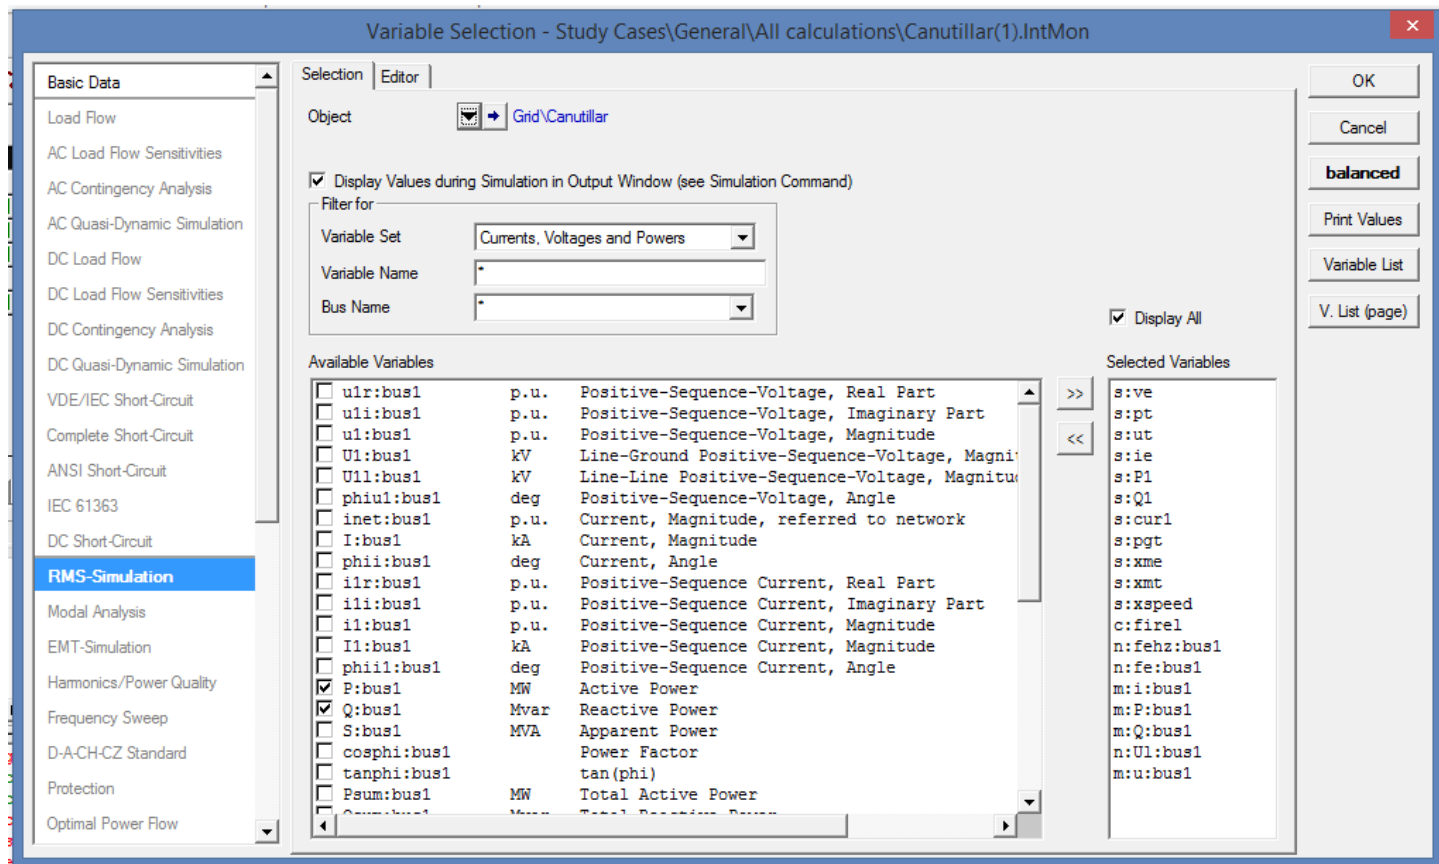 Variable Selection - Study Cases\General\All calculations\Canutillar(1).IntMon
Basic Data
Load Flow
AC Load Flow Sensitivities
AC Contingency Analysis
AC Quasi-Dynamic Simulation
DC Load Flow
DC Load Flow Sensitivities
DC Contingency Analysis
DC Quasi-Dynamic Simulation
VDE/IEC Short-Circuit
Complete Short-Circuit
ANSI Short-Circuit
IEC 61363
DC Short-Circuit
RMS-Simulation
Modal Analysis
EMT-Simulation
Harmonics/Power Quality
Frequency Sweep
D-A-CH-CZ Standard
Protection
Optimal Power Flow
Selection Editor
Object Grid\Canutillar
Display Values during Simulation in Output Window (see Simulation Command)
Filter for
Variable Set Currents, Voltages and Powers
Variable Name *
Bus Name *
Display All
Available Variables
u1r:bus1 p.u. Positive-Sequence-Voltage, Real Part
u1i:bus1 p.u. Positive-Sequence-Voltage, Imaginary Part
u1:bus1 p.u. Positive-Sequence-Voltage, Magnitude
U1:bus1 kV Line-Ground Positive-Sequence-Voltage, Magni
U1l:bus1 kV Line-Line Positive-Sequence-Voltage, Magnitu
phiu1:bus1 deg Positive-Sequence-Voltage, Angle
inet:bus1 p.u. Current, Magnitude, referred to network
I:bus1 kA Current, Magnitude
phii:bus1 deg Current, Angle
i1r:bus1 p.u. Positive-Sequence Current, Real Part
i1i:bus1 p.u. Positive-Sequence Current, Imaginary Part
i1:bus1 p.u. Positive-Sequence Current, Magnitude
I1:bus1 kA Positive-Sequence Current, Magnitude
phii1:bus1 deg Positive-Sequence Current, Angle
P:bus1 MW Active Power
Q:bus1 Mvar Reactive Power
S:bus1 MVA Apparent Power
cosphi:bus1 Power Factor
tanphi:bus1 tan(phi)
Psum:bus1 MW Total Active Power
>>
<<
Selected Variables
s:ve
s:pt
s:ut
s:ie
s:P1
s:Q1
s:cur1
s:pgt
s:xme
s:xmt
s:xspeed
c:firel
n:fehz:bus1
n:fe:bus1
m:i:bus1
m:P:bus1
m:Q:bus1
n:Ul:bus1
m:u:bus1
OK
Cancel
balanced
Print Values
Variable List
V. List (page)